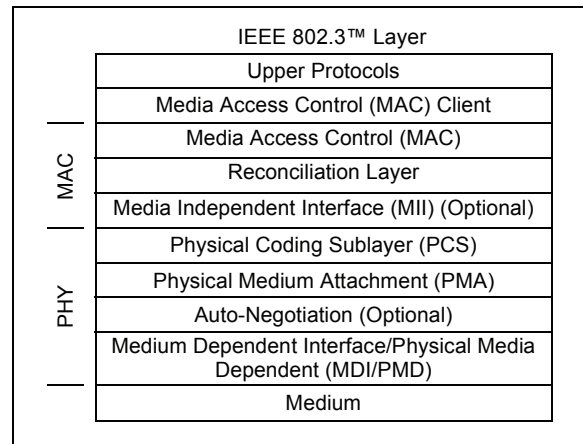 IEEE 802.3™ Layer
Upper Protocols
Media Access Control (MAC) Client
Media Access Control (MAC)
Reconciliation Layer
Media Independent Interface (MII) (Optional)
MAC
Physical Coding Sublayer (PCS)
Physical Medium Attachment (PMA)
Auto-Negotiation (Optional)
Medium Dependent Interface/Physical Media
Dependent (MDI/PMD)
PHY
Medium